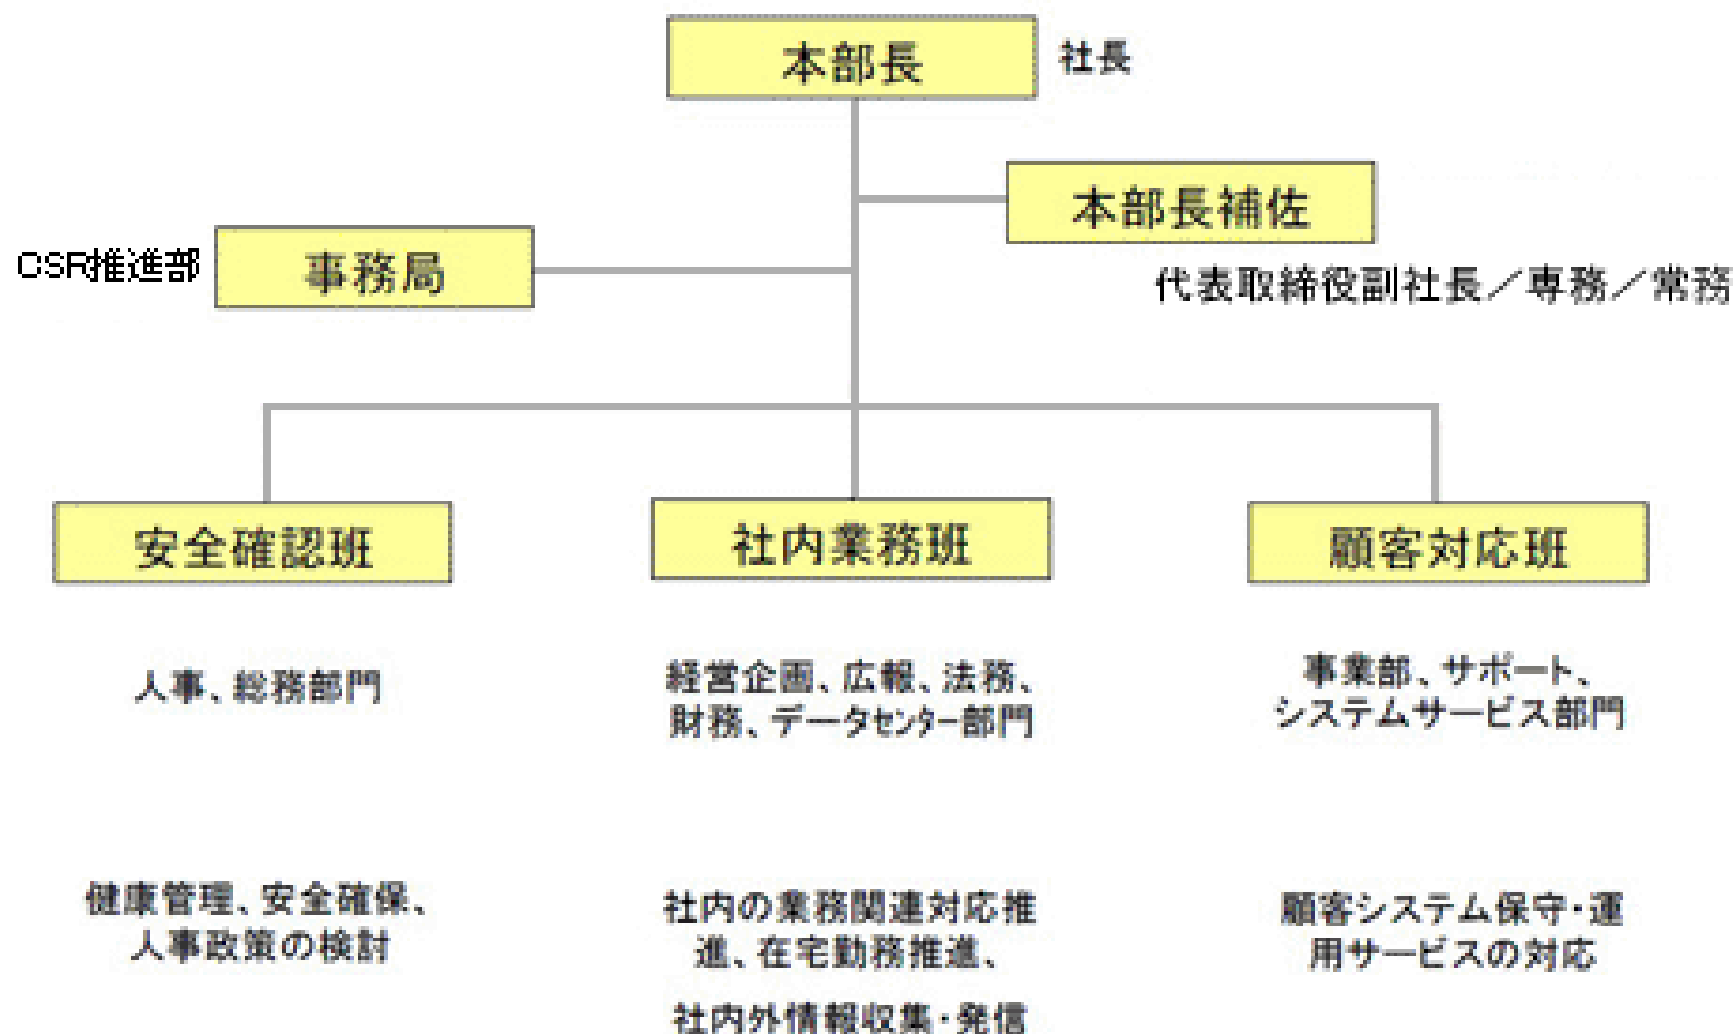 本部長
社長
本部長補佐
代表取締役副社長／専務／常務
CSR推進部
事務局
安全確認班
社内業務班
顧客対応班
人事、総務部門
経営企画、広報、法務、
財務、データセンター部門
事業部、サポート、
システムサービス部門
健康管理、安全確保、
人事政策の検討
社内の業務関連対応推
進、在宅勤務推進、
社内外情報収集・発信
顧客システム保守・運
用サービスの対応